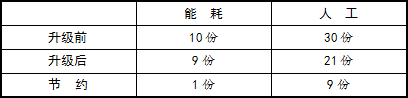 能 耗 人 工
升级前 10份 30份
升级后 9份 21份
节 约 1份 9份